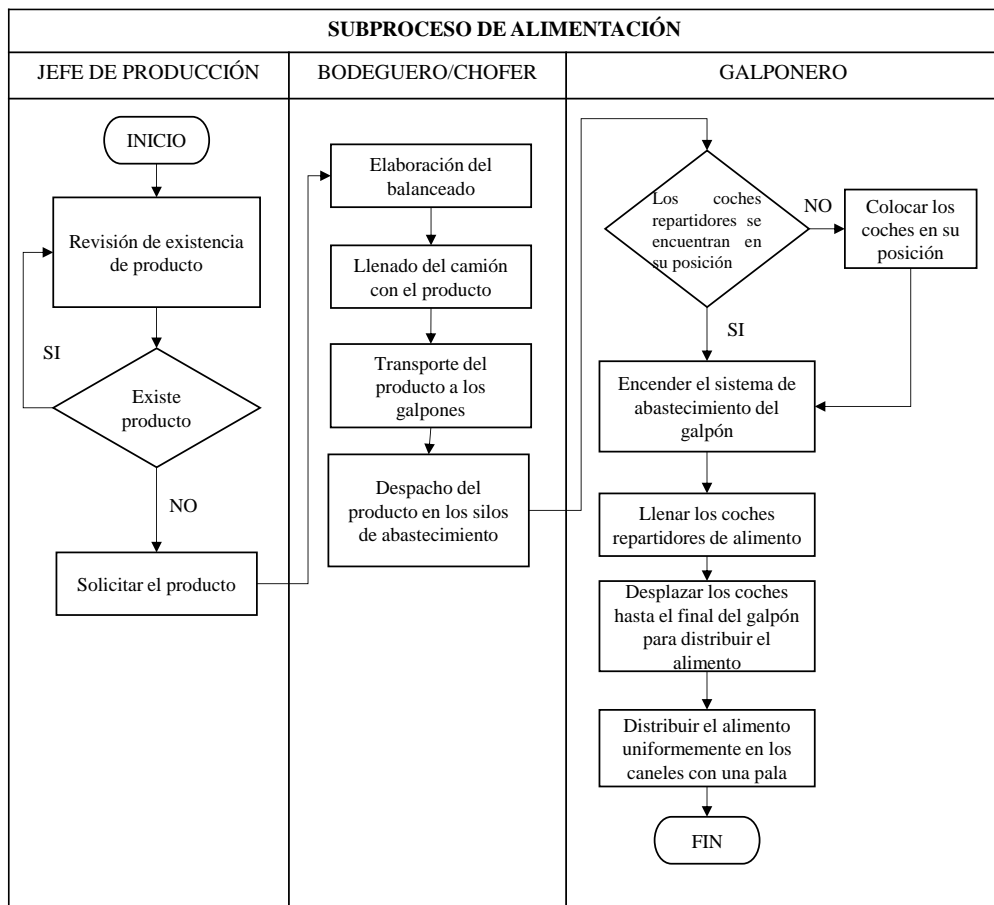 SUBPROCESO DE ALIMENTACIÓN
JEFE DE PRODUCCIÓN
BODEGUERO/CHOFER
GALPONERO
INICIO
Revisión de existencia
de producto
SI
Existe
producto
NO
Solicitar el producto
Elaboración del
balanceado
Llenado del camión
con el producto
Transporte del
producto a los
galpones
Despacho del
producto en los silos
de abastecimiento
Los coches
repartidores se
encuentran en
su posición
NO
Colocar los
coches en su
posición
SI
Encender el sistema de
abastecimiento del
galpón
Llenar los coches
repartidores de alimento
Desplazar los coches
hasta el final del galpón
para distribuir el
alimento
Distribuir el alimento
uniformemente en los
caneles con una pala
FIN